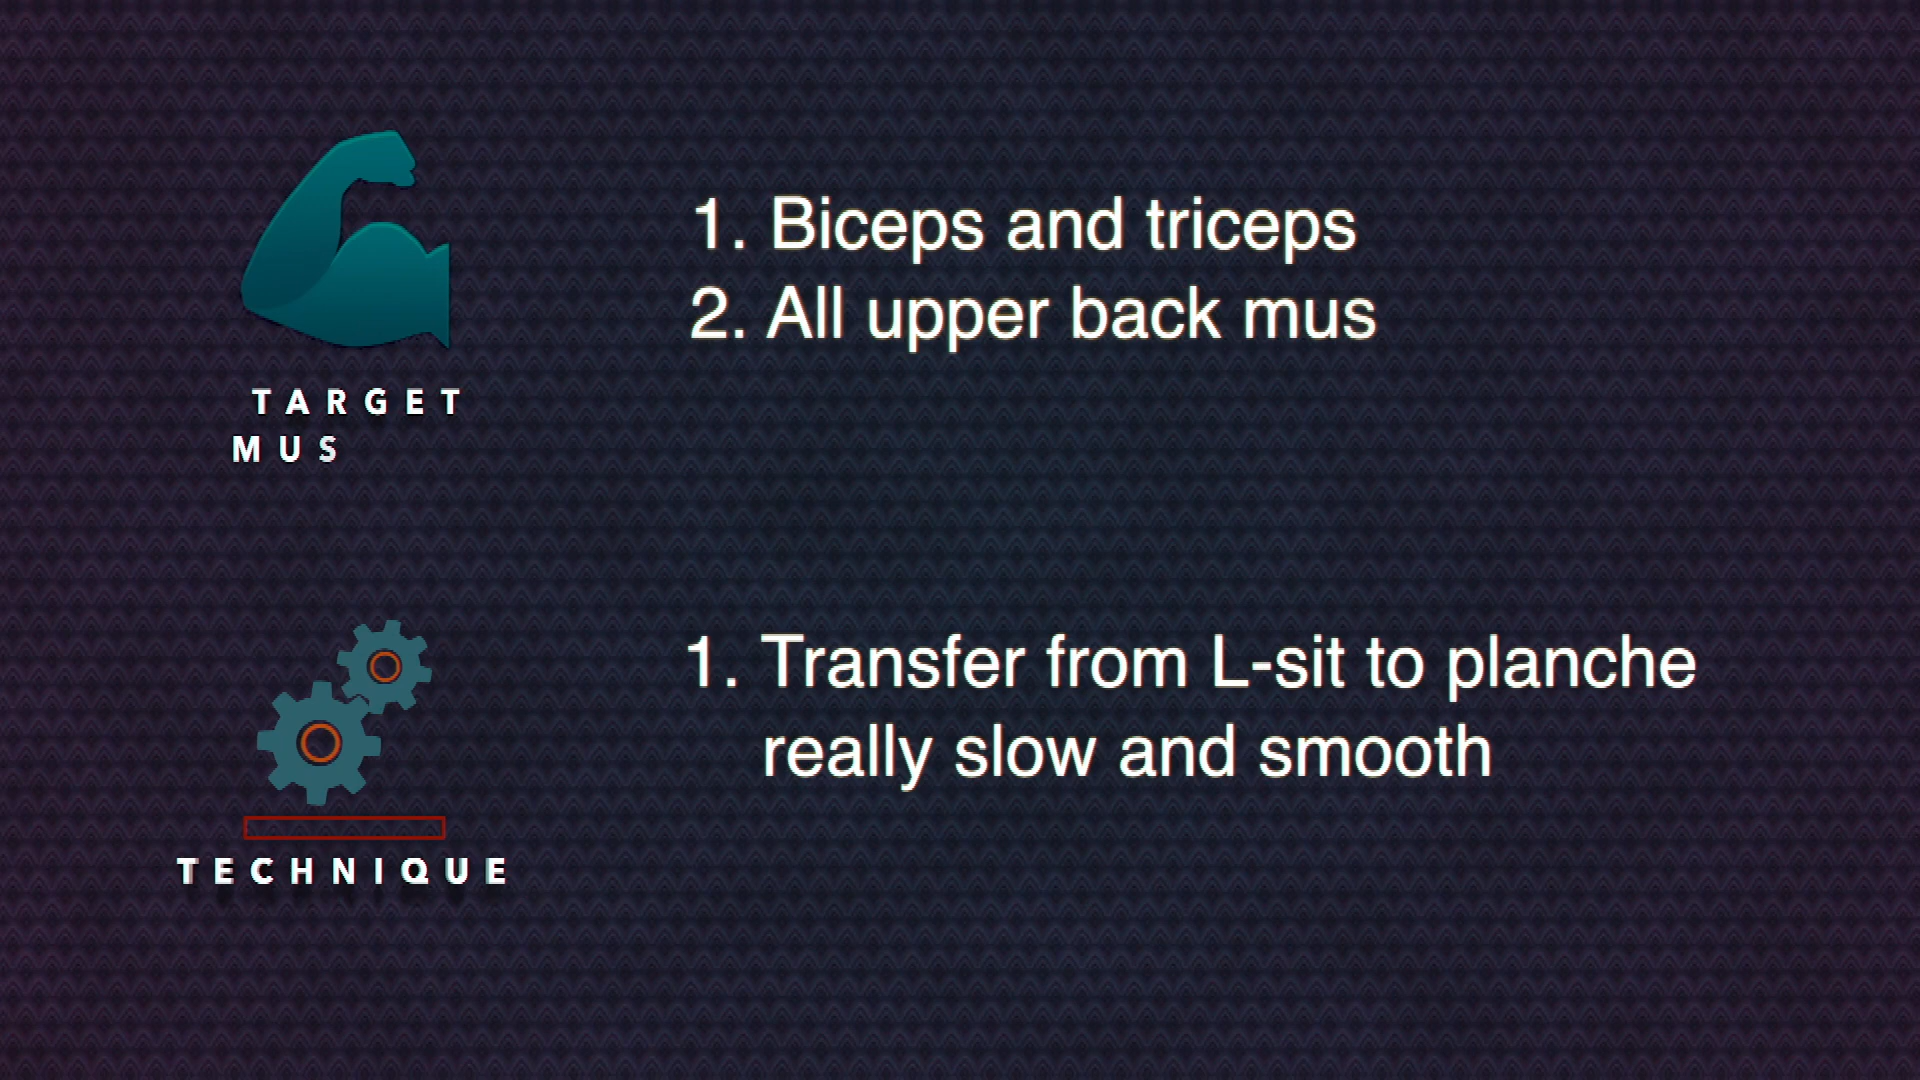 1. Biceps and triceps
2. All upper back mus
TARGET
MUS
1. Transfer from L-sit to planche
really slow and smooth
TECHNIQUE